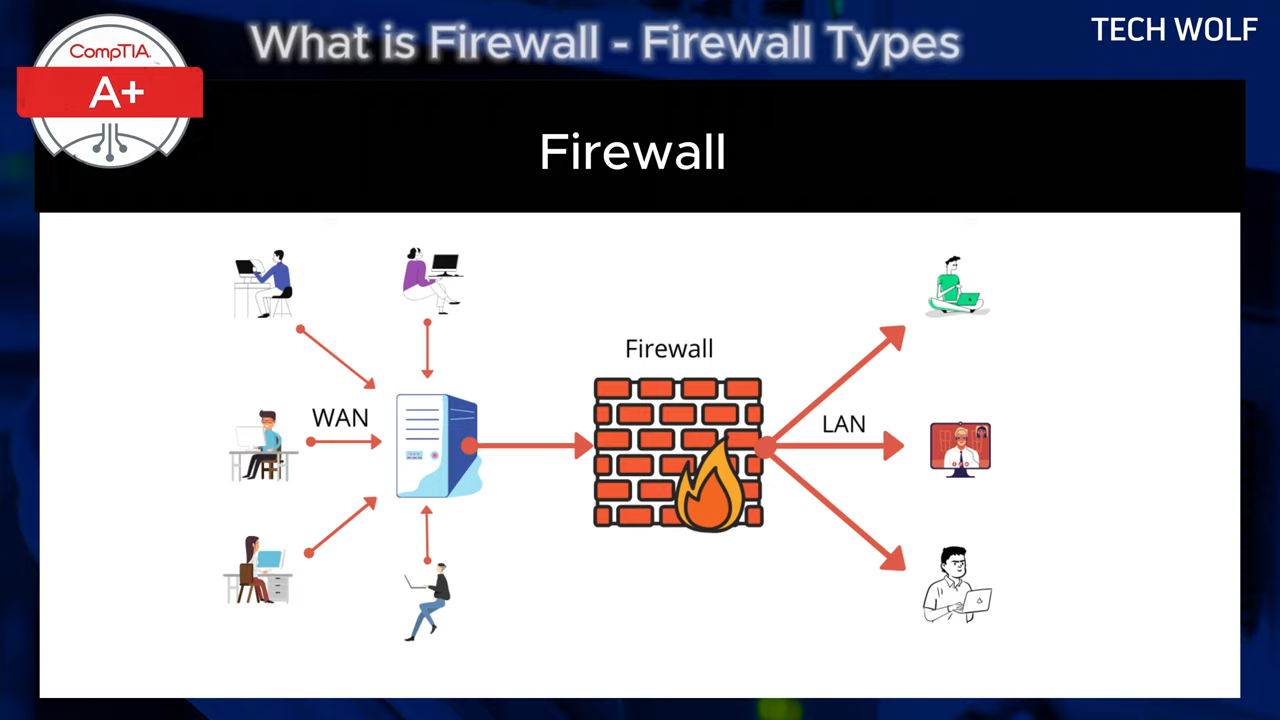 What is Firewall - Firewall Types
TECH WOLF
CompTIA.
A+
Firewall
Firewall
WAN
LAN